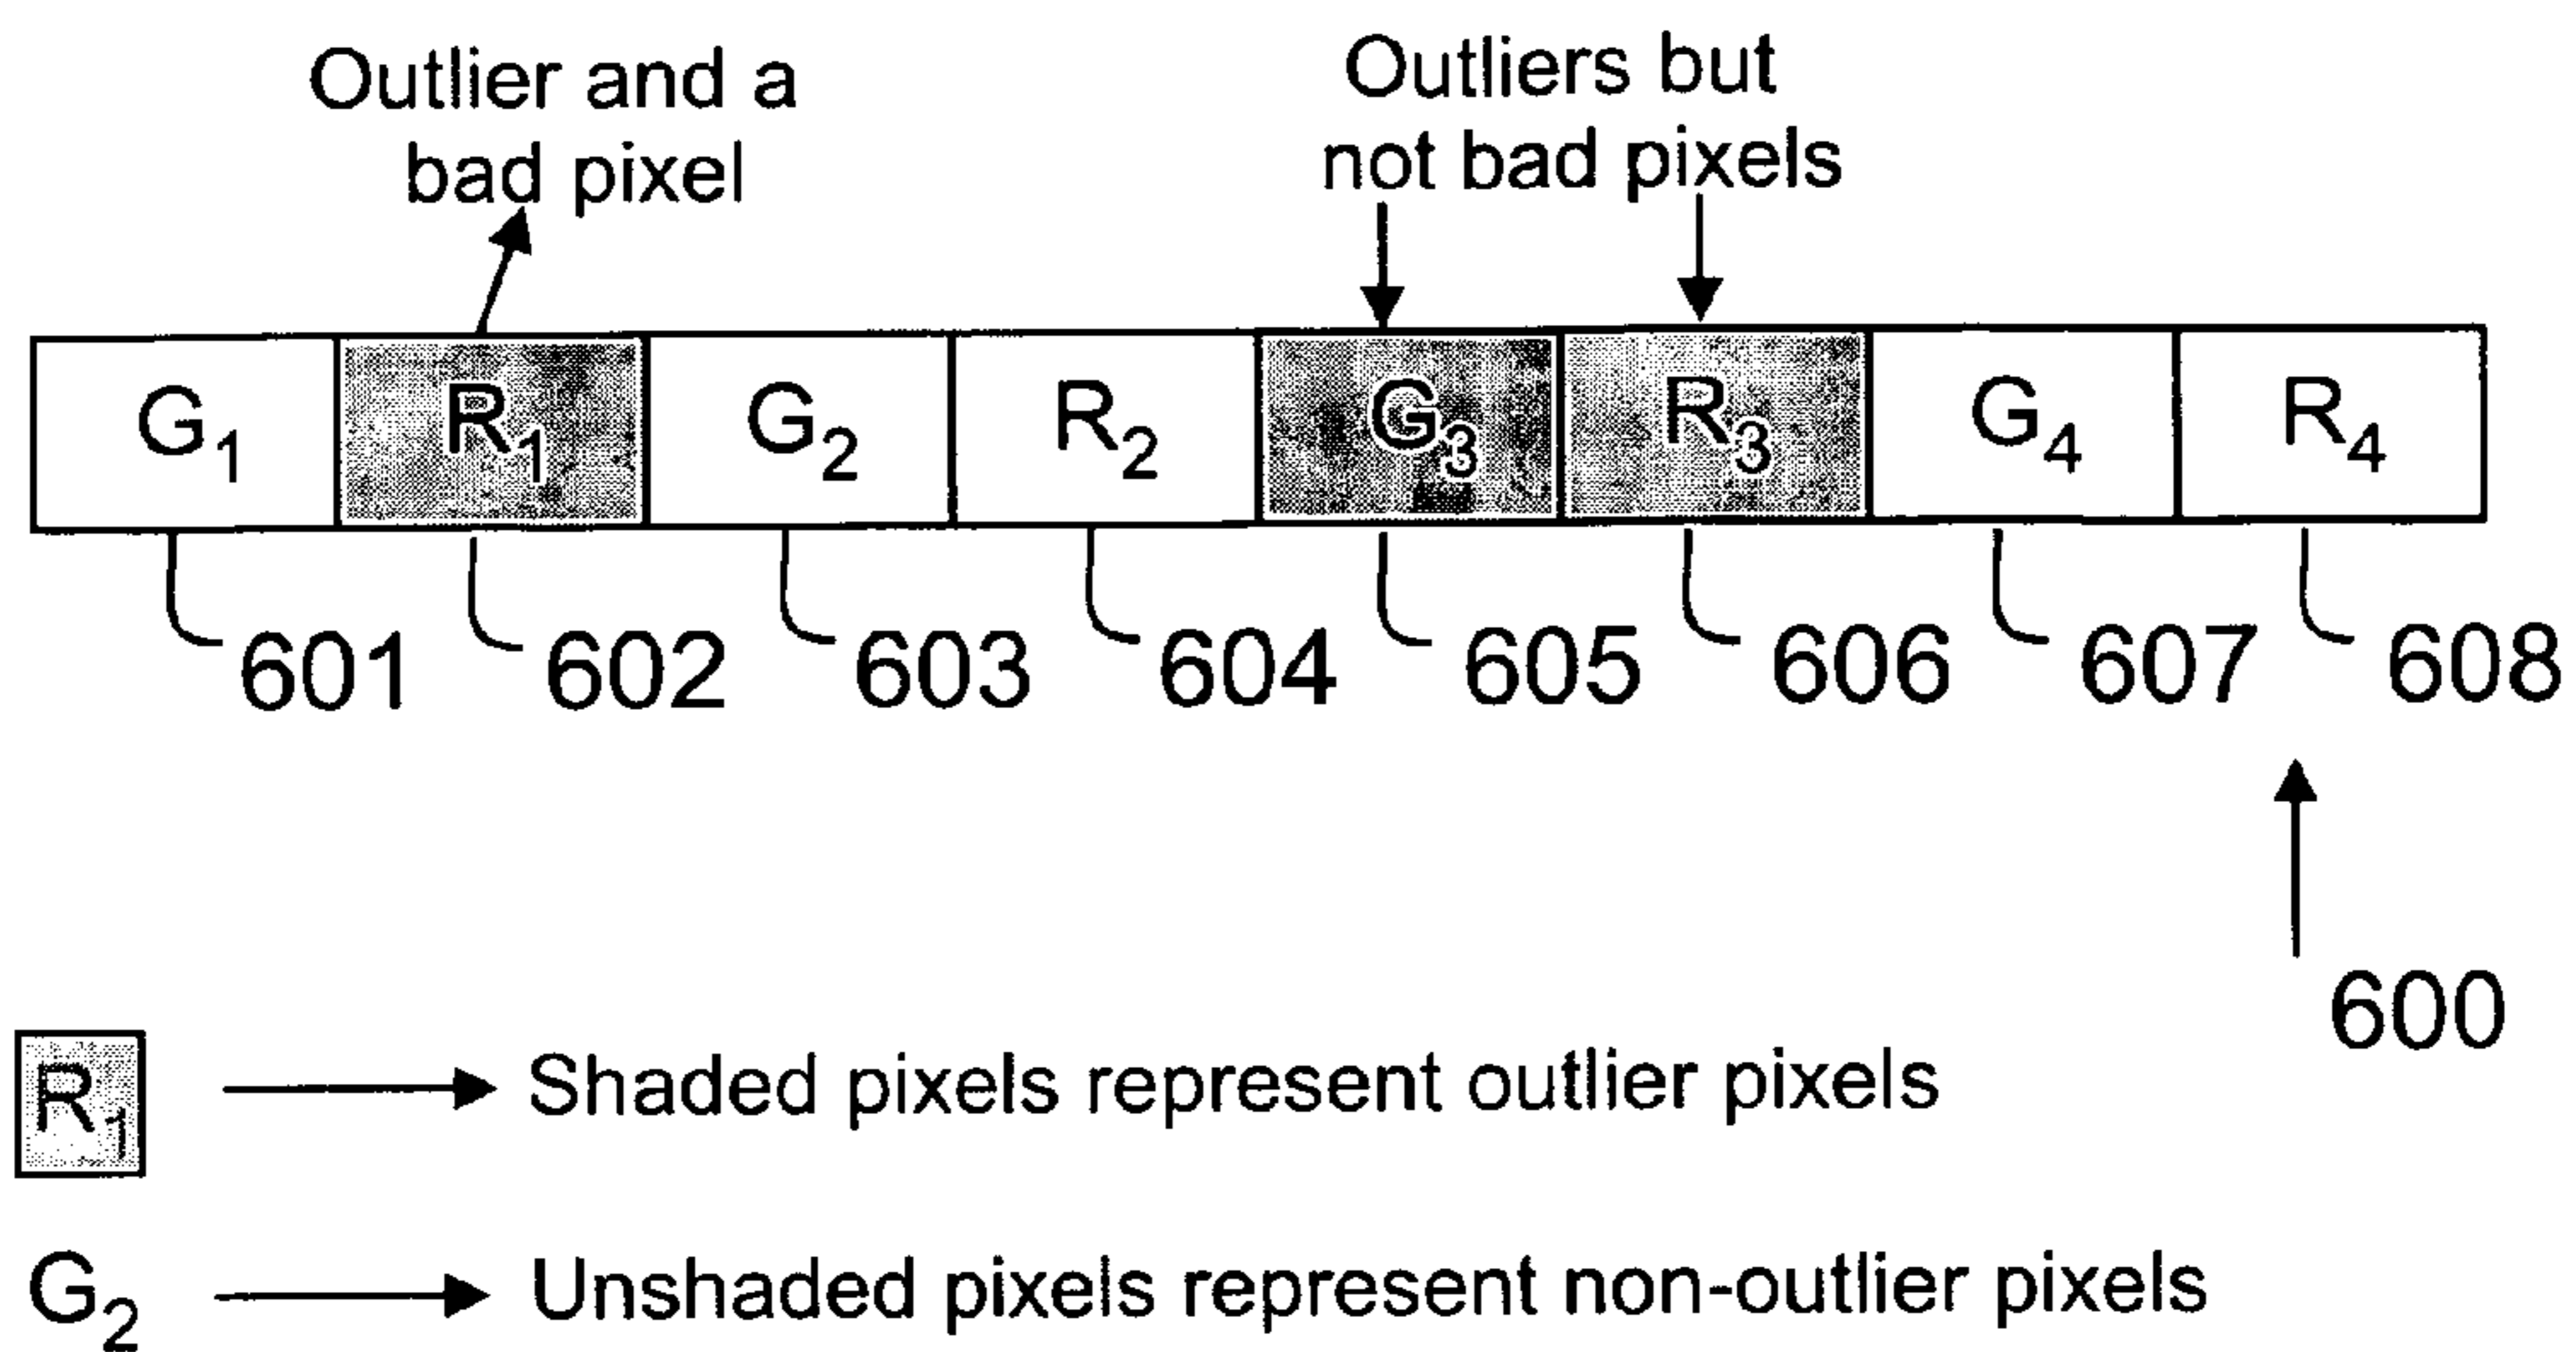 Outlier and a
bad pixel
Outliers but
not bad pixels
G1 R1 G2 R2 G3 R3 G4 R4
601 602 603 604 605 606 607 608
600
R1 Shaded pixels represent outlier pixels
G2 Unshaded pixels represent non-outlier pixels